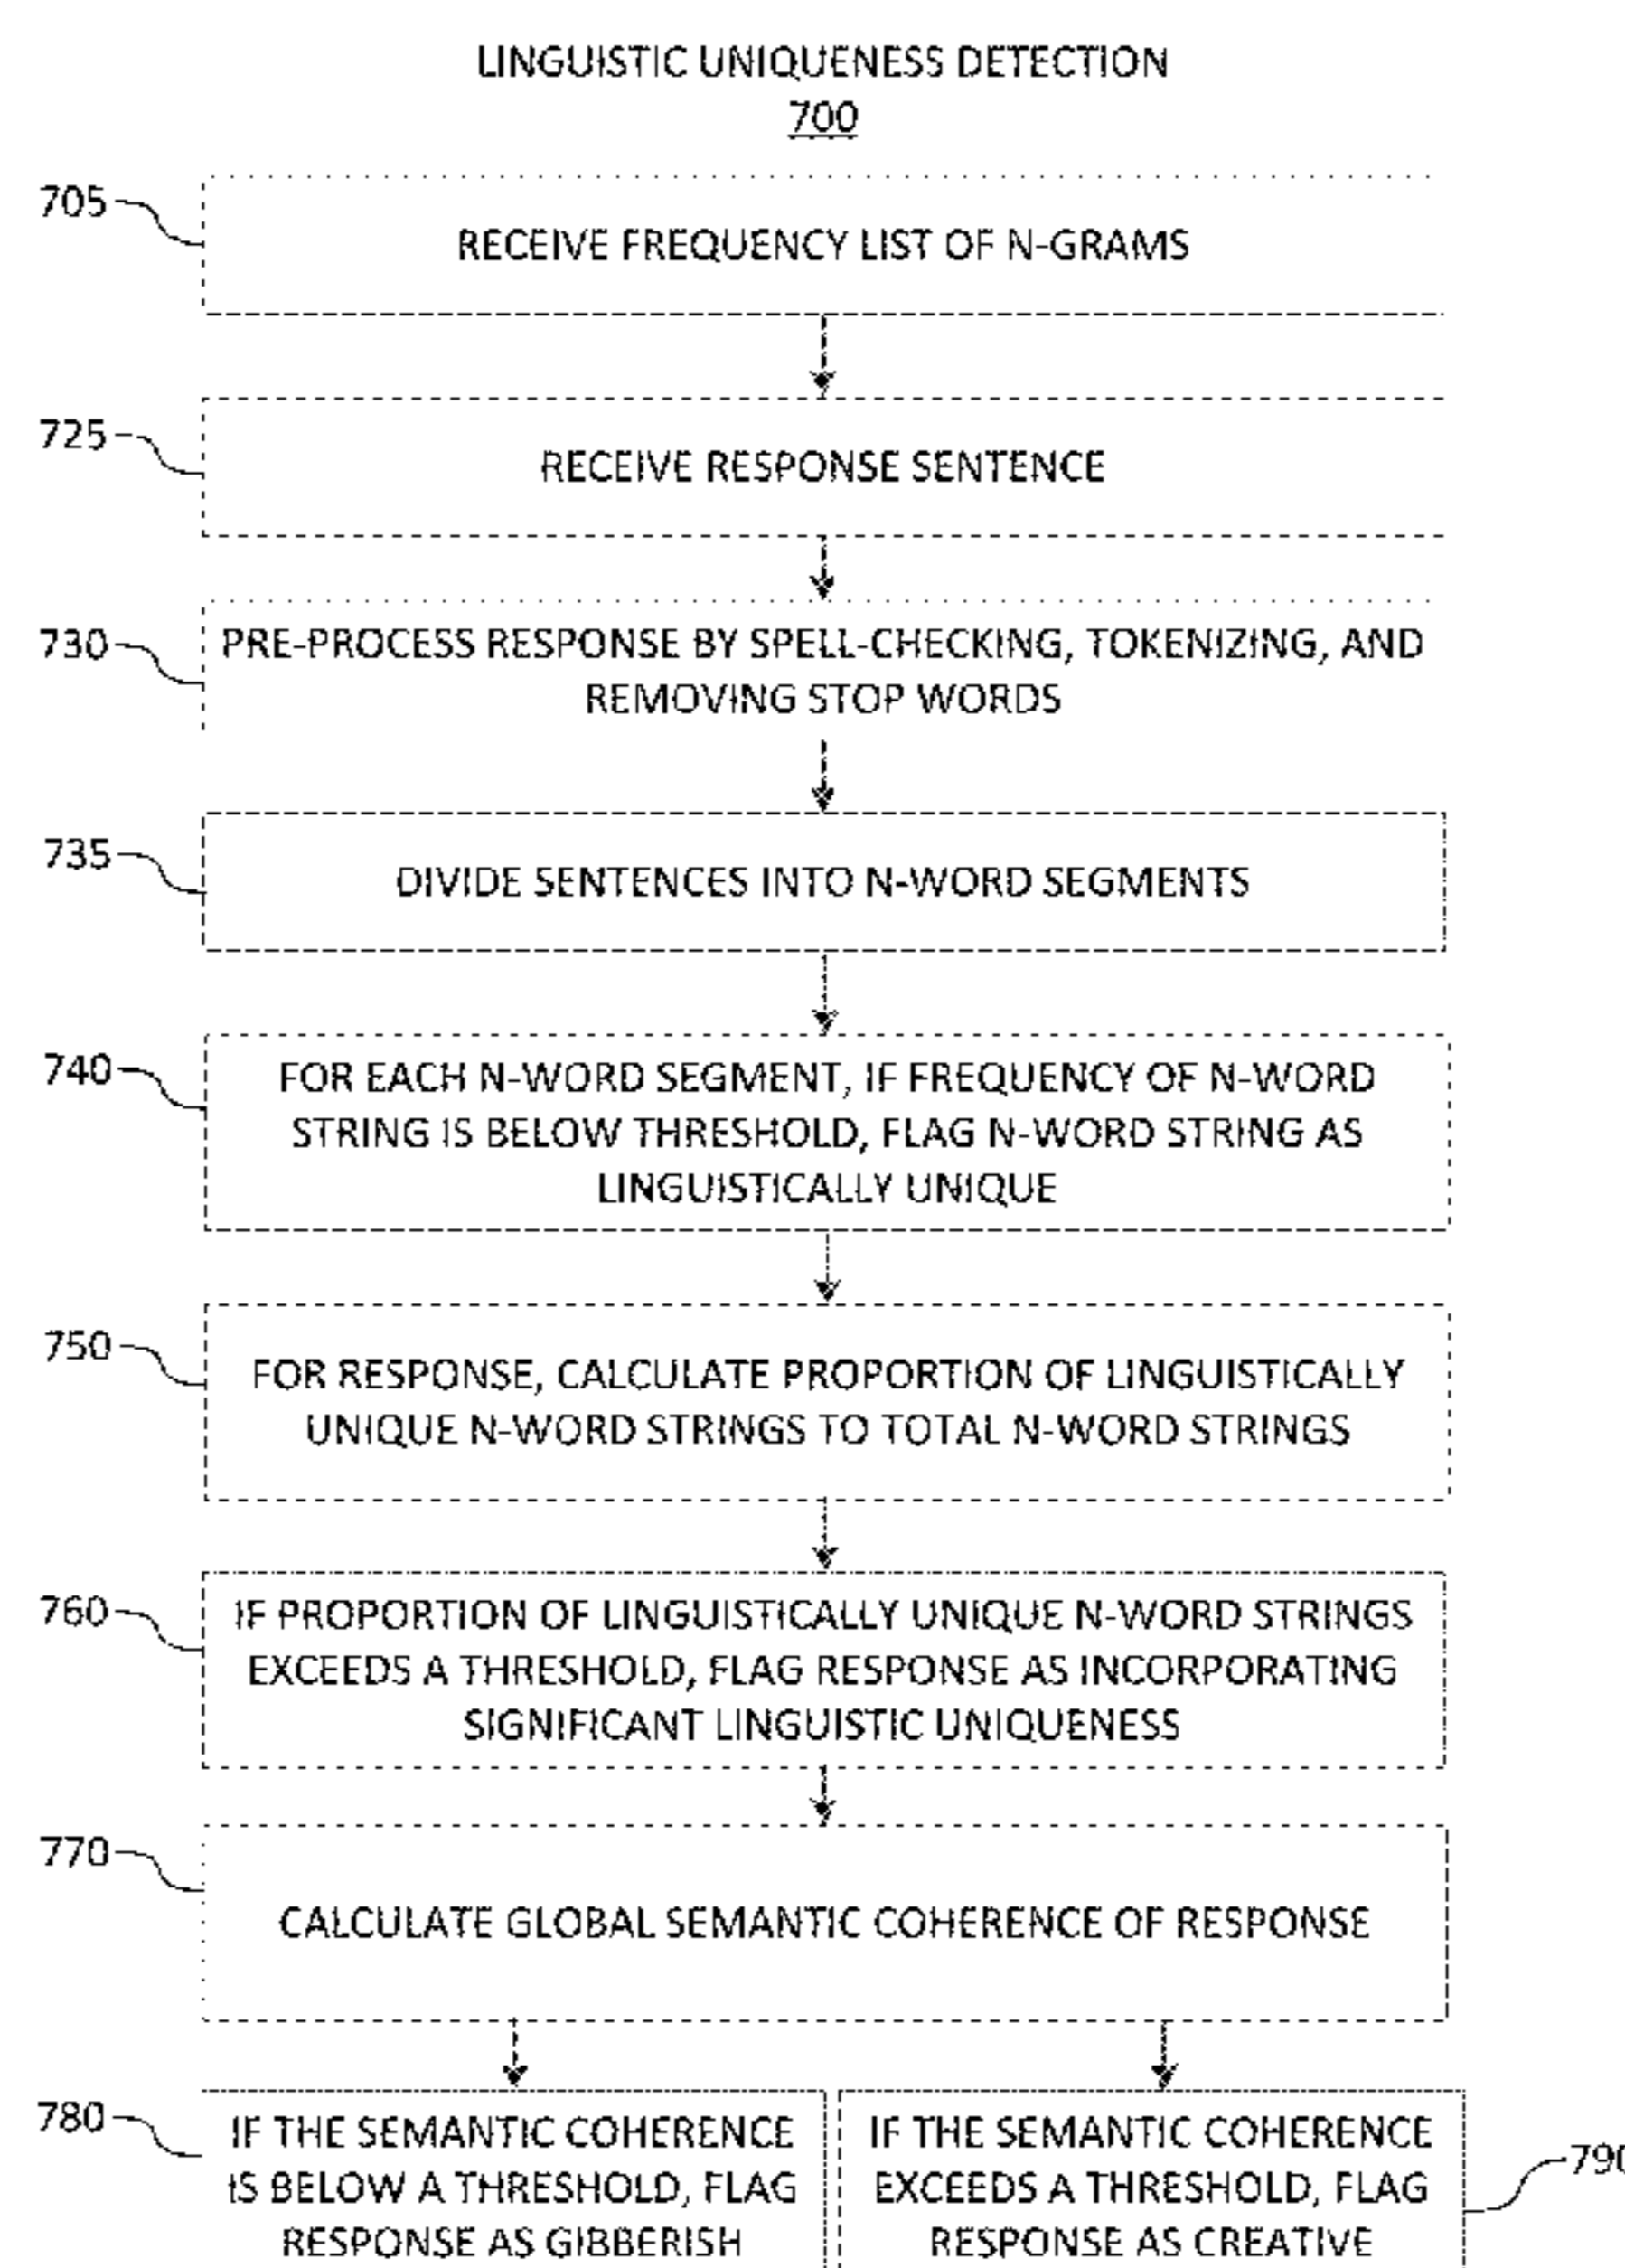 LINGUISTIC UNIQUENESS DETECTION
700
705
RECEIVE FREQUENCY LIST OF N-GRAMS
725
RECEIVE RESPONSE SENTENCE
730
PRE-PROCESS RESPONSE BY SPELL-CHECKING, TOKENIZING, AND
REMOVING STOP WORDS
735
DIVIDE SENTENCES INTO N-WORD SEGMENTS
740
FOR EACH N-WORD SEGMENT, IF FREQUENCY OF N-WORD
STRING IS BELOW THRESHOLD, FLAG N-WORD STRING AS
LINGUISTICALLY UNIQUE
750
FOR RESPONSE, CALCULATE PROPORTION OF LINGUISTICALLY
UNIQUE N-WORD STRINGS TO TOTAL N-WORD STRINGS
760
IF PROPORTION OF LINGUISTICALLY UNIQUE N-WORD STRINGS
EXCEEDS A THRESHOLD, FLAG RESPONSE AS INCORPORATING
SIGNIFICANT LINGUISTIC UNIQUENESS
770
CALCULATE GLOBAL SEMANTIC COHERENCE OF RESPONSE
780
IF THE SEMANTIC COHERENCE
IS BELOW A THRESHOLD, FLAG
RESPONSE AS GIBBERISH
IF THE SEMANTIC COHERENCE
EXCEEDS A THRESHOLD, FLAG
RESPONSE AS CREATIVE
790